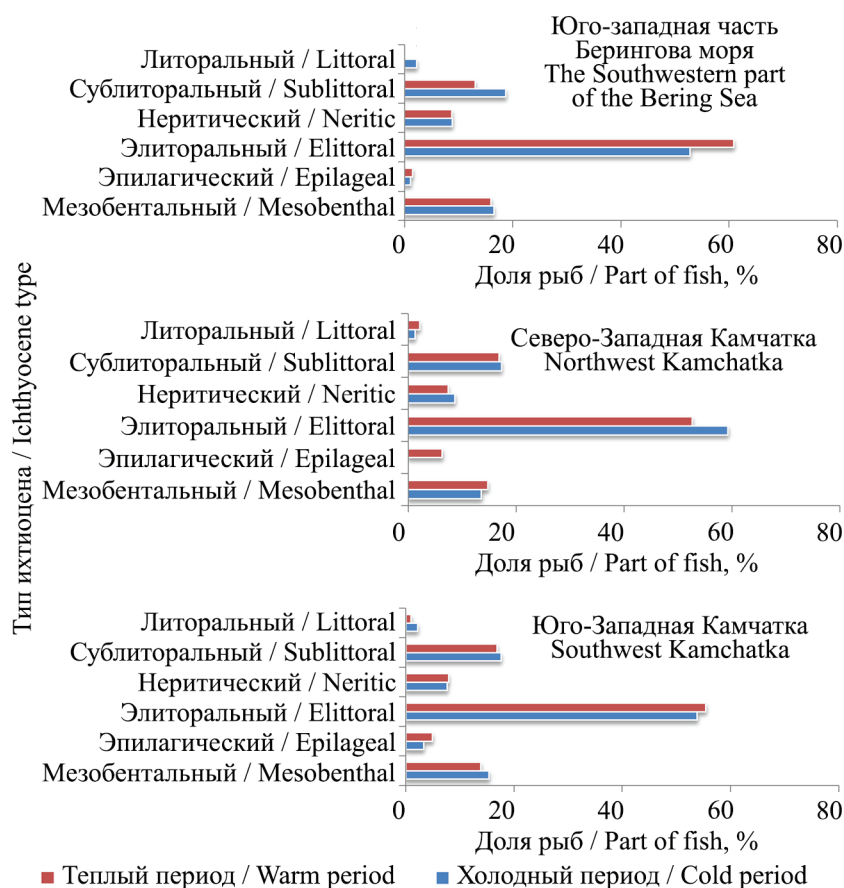 Тип ихтиоцена / Ichthyocene type
Юго-западная часть
Берингова моря
The Southwestern part
of the Bering Sea
Литоральный / Littoral
Сублиторальный / Sublittoral
Неритический / Neritic
Элиторальный / Elittoral
Эпилагический / Epilageal
Мезобентальный / Mesobenthal
0 20 40 60 80
Доля рыб / Part of fish, %
Северо-Западная Камчатка
Northwest Kamchatka
Литоральный / Littoral
Сублиторальный / Sublittoral
Неритический / Neritic
Элиторальный / Elittoral
Эпилагический / Epilageal
Мезобентальный / Mesobenthal
0 20 40 60 80
Доля рыб / Part of fish, %
Юго-Западная Камчатка
Southwest Kamchatka
Литоральный / Littoral
Сублиторальный / Sublittoral
Неритический / Neritic
Элиторальный / Elittoral
Эпилагический / Epilageal
Мезобентальный / Mesobenthal
0 20 40 60 80
Доля рыб / Part of fish, %
Теплый период / Warm period
Холодный период / Cold period